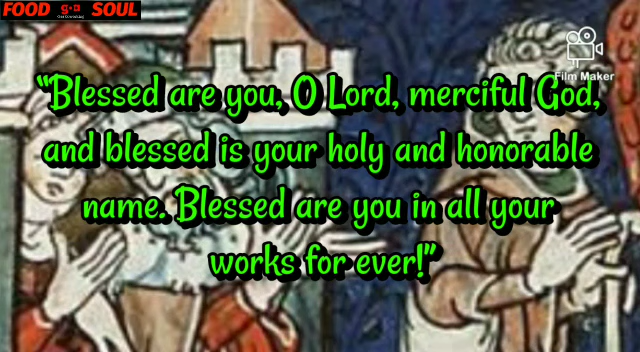 FOOD SOUL
Film Maker
"Blessed are you, O Lord, merciful God,
and blessed is your holy and honorable
name. Blessed are you in all your
works for ever!"